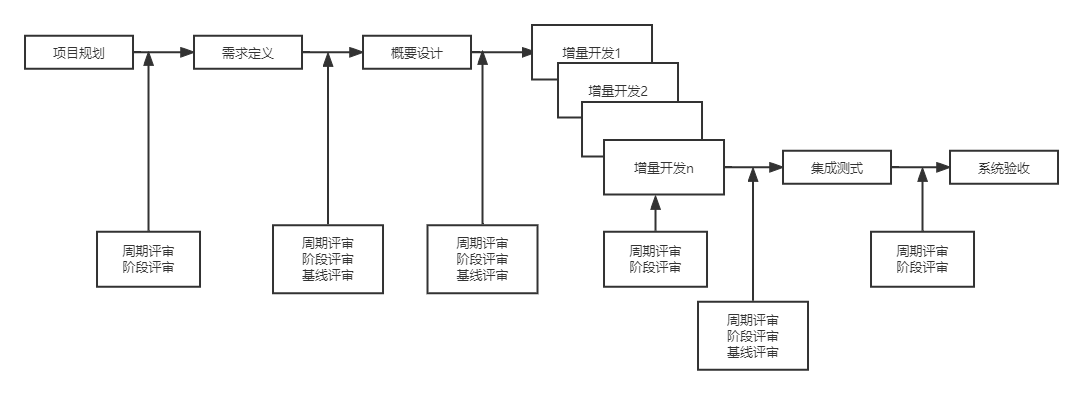 项目规划
需求定义
概要设计
增量开发1
增量开发2
增量开发n
集成测式
系统验收
周期评审
阶段评审
周期评审
阶段评审
基线评审
周期评审
阶段评审
基线评审
周期评审
阶段评审
周期评审
阶段评审
基线评审
周期评审
阶段评审